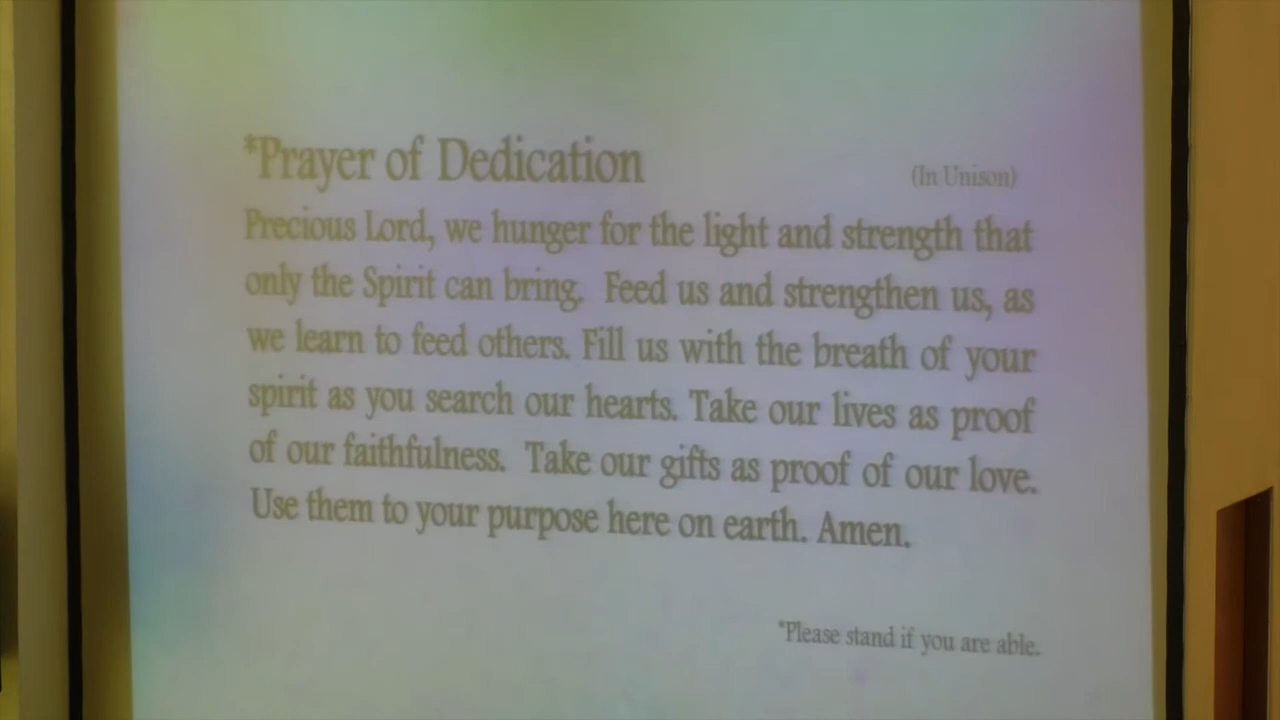 *Prayer of Dedication (In Unison)
Precious Lord, we hunger for the light and strength that
only the Spirit can bring. Feed us and strengthen us, as
we learn to feed others. Fill us with the breath of your
spirit as you search our hearts. Take our lives as proof
of our faithfulness. Take our gifts as proof of our love.
Use them to your purpose here on earth. Amen.
*Please stand if you are able.